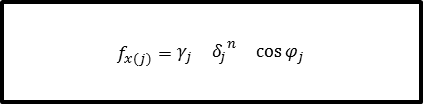 f_{x(j)} = γ_j   δ_j^n   cos φ_j